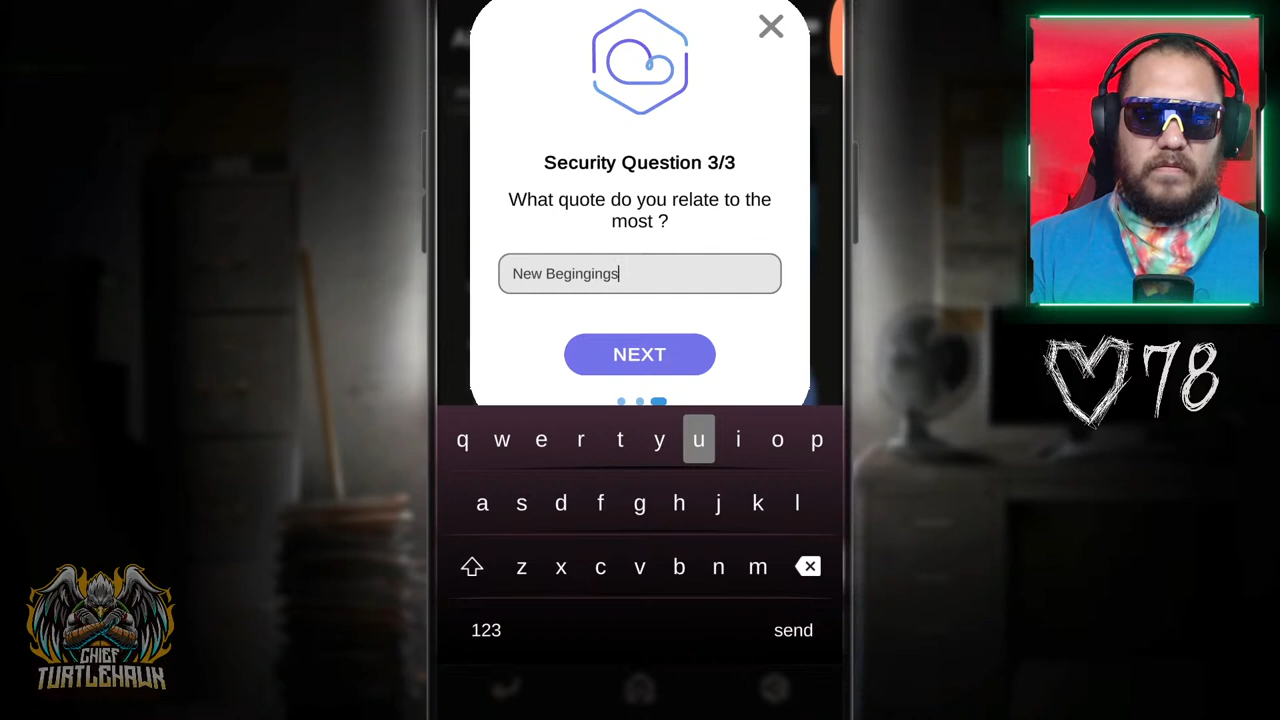 Security Question 3/3
What quote do you relate to the
most ?
New Begingings
NEXT
q w e r t y u i o p
a s d f g h j k l
z x c v b n m
123 send
78
CHIEF
TURTLEHAWK